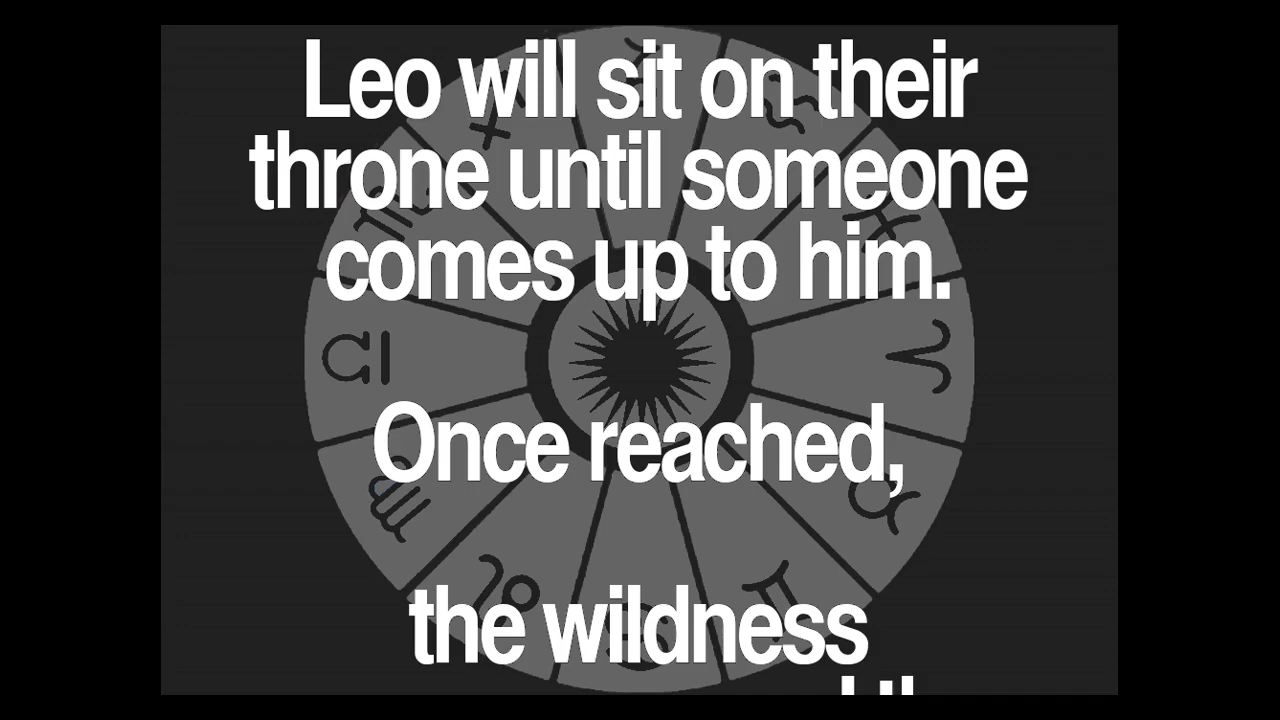 Leo will sit on their
throne until someone
comes up to him.
Once reached,
the wildness